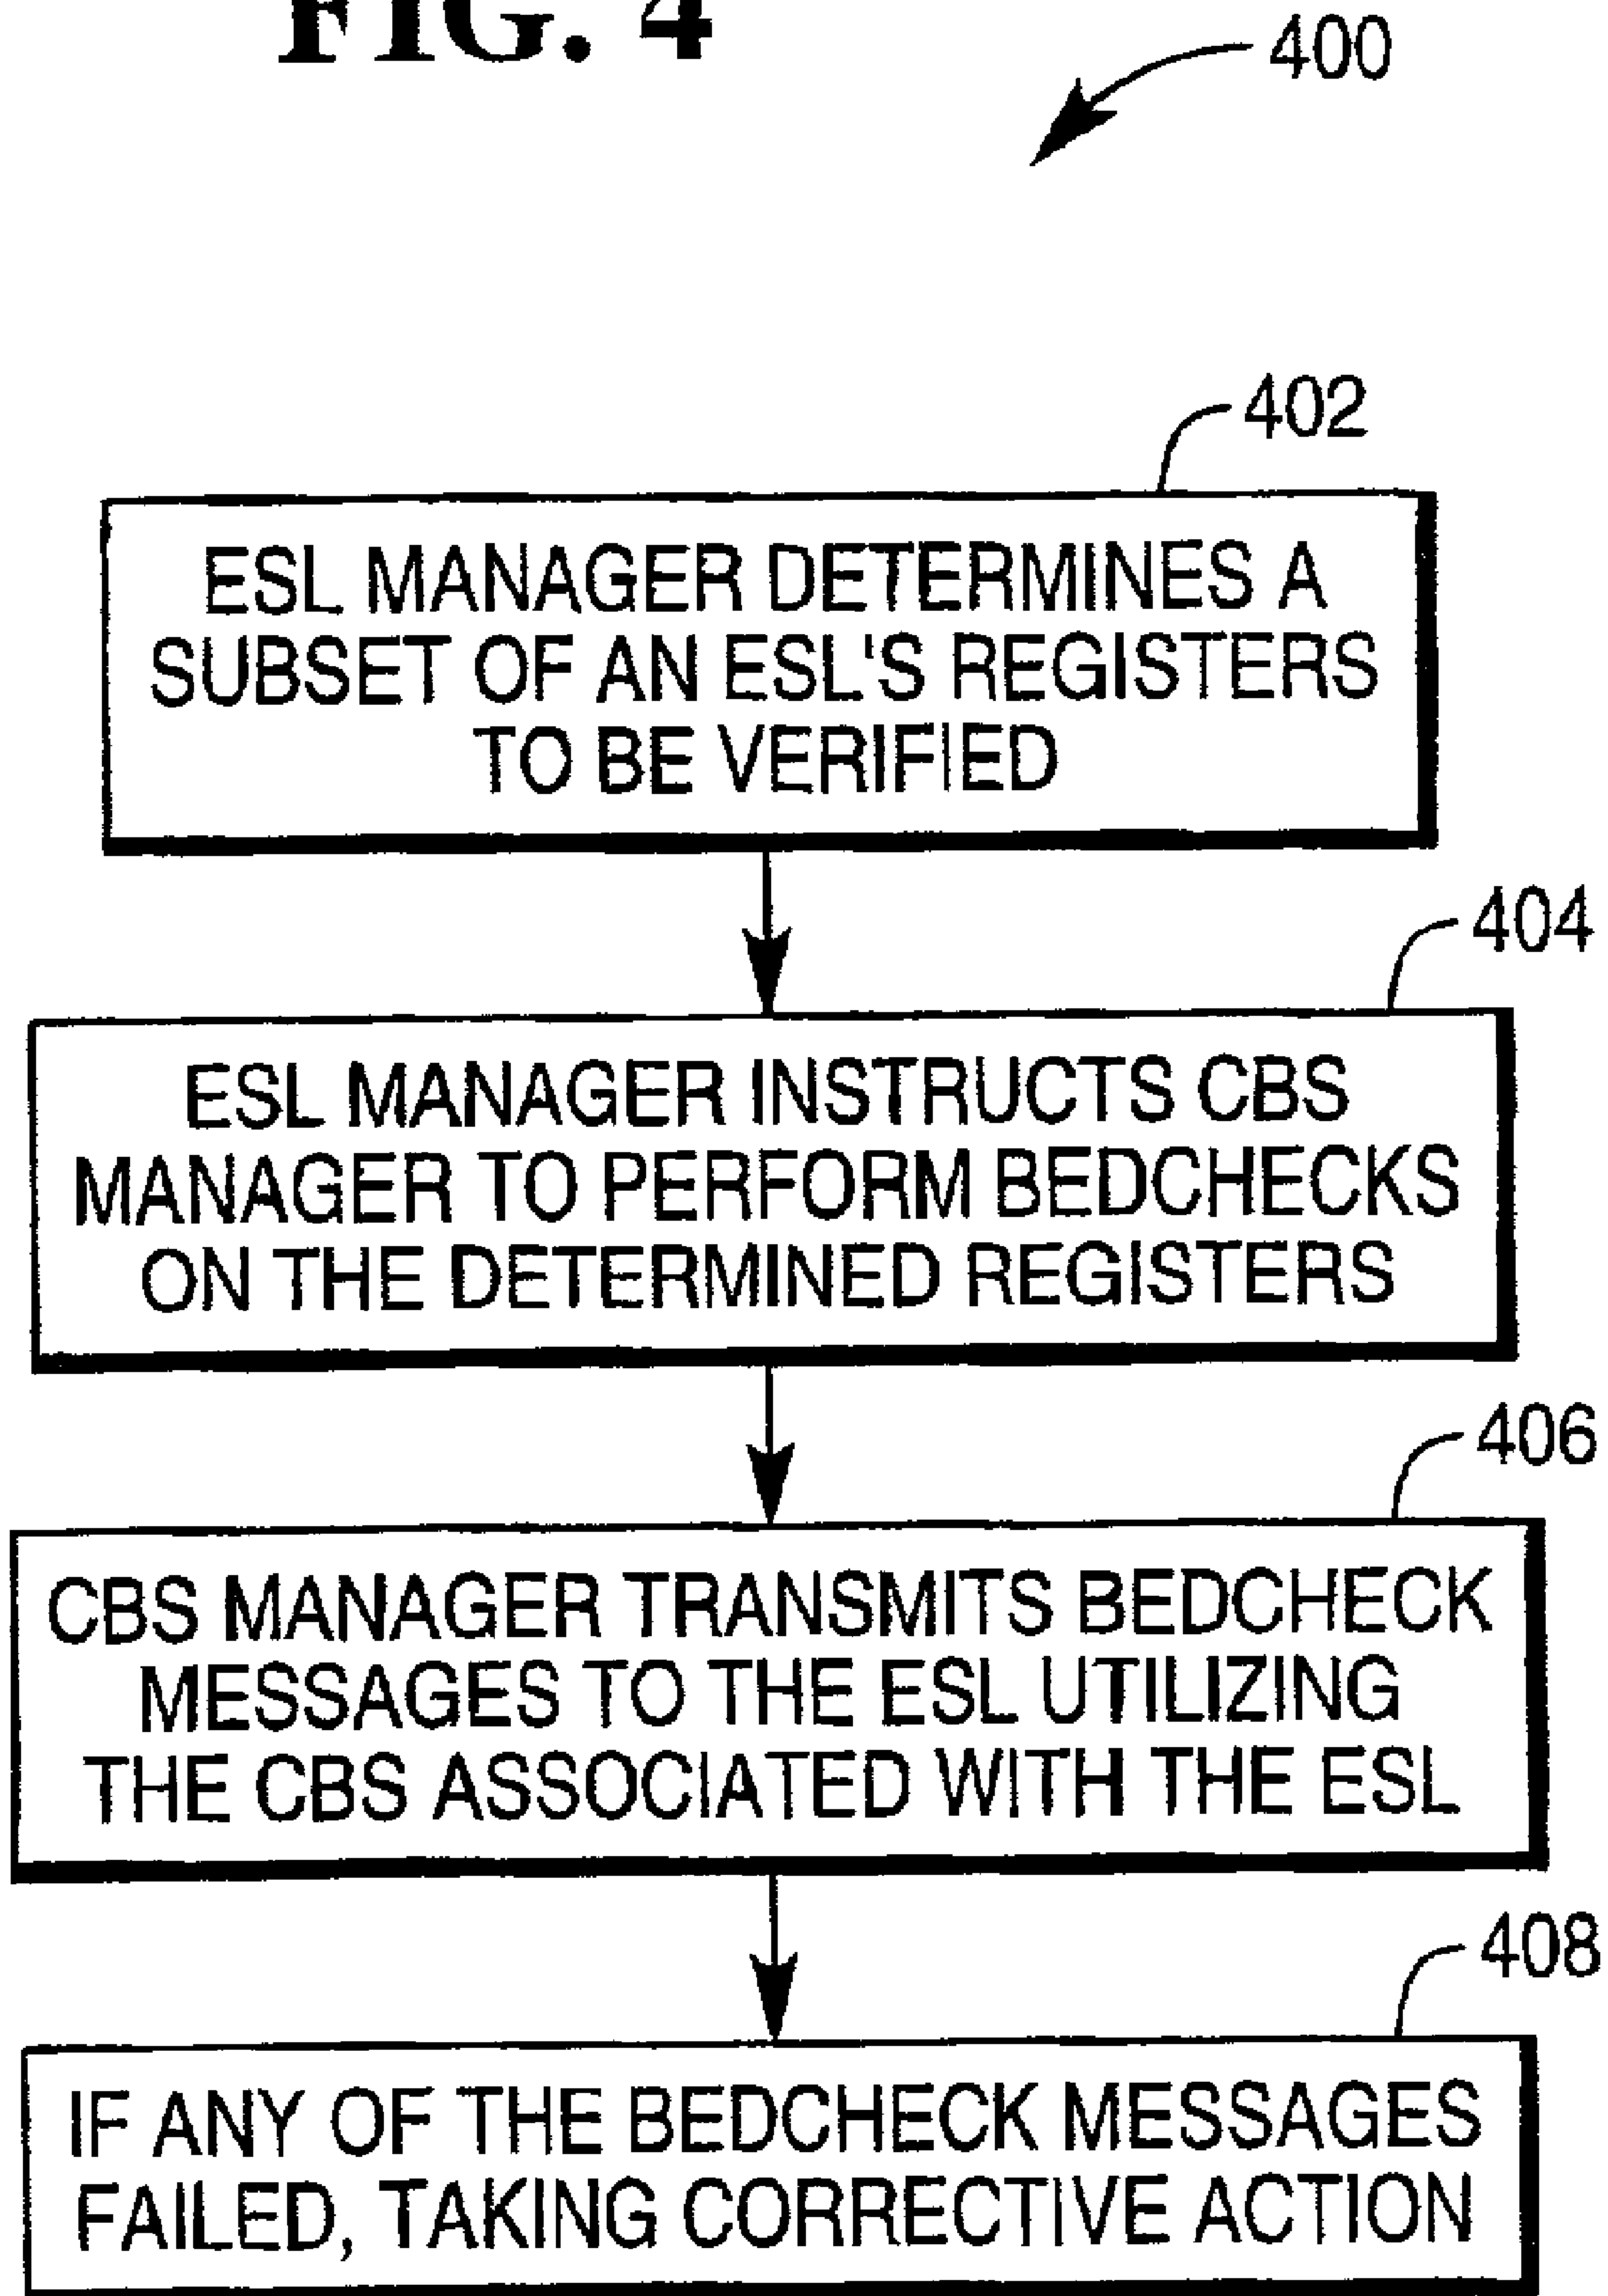 FIG. 4
400
402
ESL MANAGER DETERMINES A
SUBSET OF AN ESL'S REGISTERS
TO BE VERIFIED
404
ESL MANAGER INSTRUCTS CBS
MANAGER TO PERFORM BEDCHECKS
ON THE DETERMINED REGISTERS
406
CBS MANAGER TRANSMITS BEDCHECK
MESSAGES TO THE ESL UTILIZING
THE CBS ASSOCIATED WITH THE ESL
408
IF ANY OF THE BEDCHECK MESSAGES
FAILED, TAKING CORRECTIVE ACTION